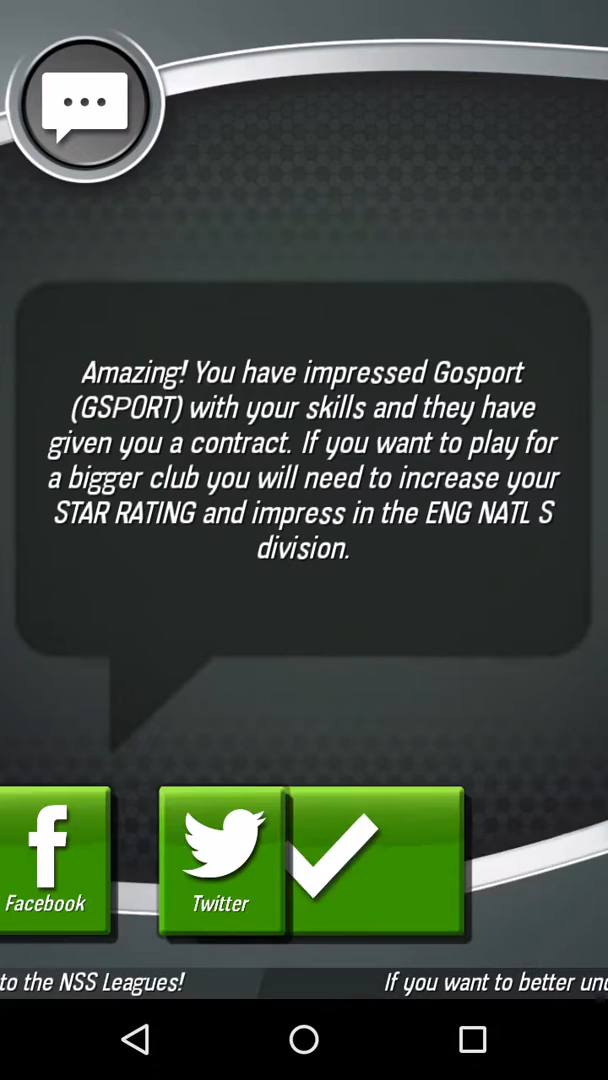 Amazing! You have impressed Gosport
(GSPORT) with your skills and they have
given you a contract. If you want to play for
a bigger club you will need to increase your
STAR RATING and impress in the ENG NATL S
division.
Facebook
Twitter
to the NSS Leagues!
If you want to better und